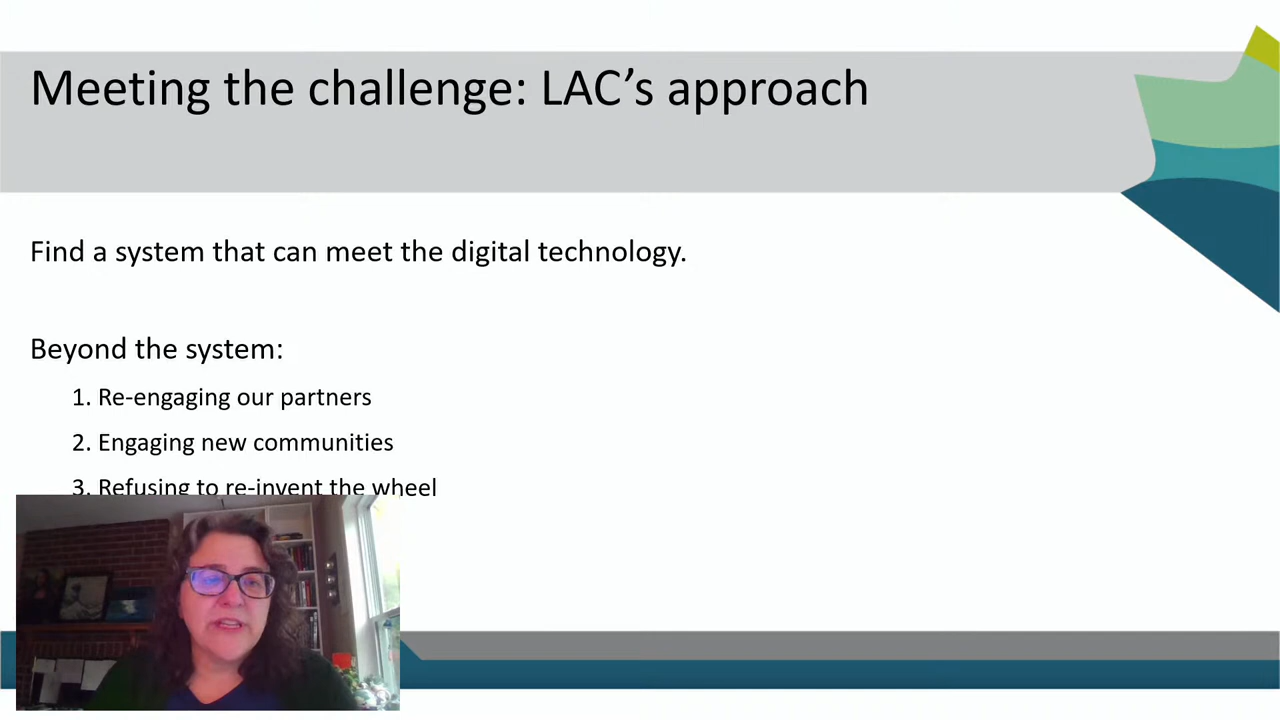 Meeting the challenge: LAC’s approach
Find a system that can meet the digital technology.
Beyond the system:
1. Re-engaging our partners
2. Engaging new communities
3. Refusing to re-invent the wheel